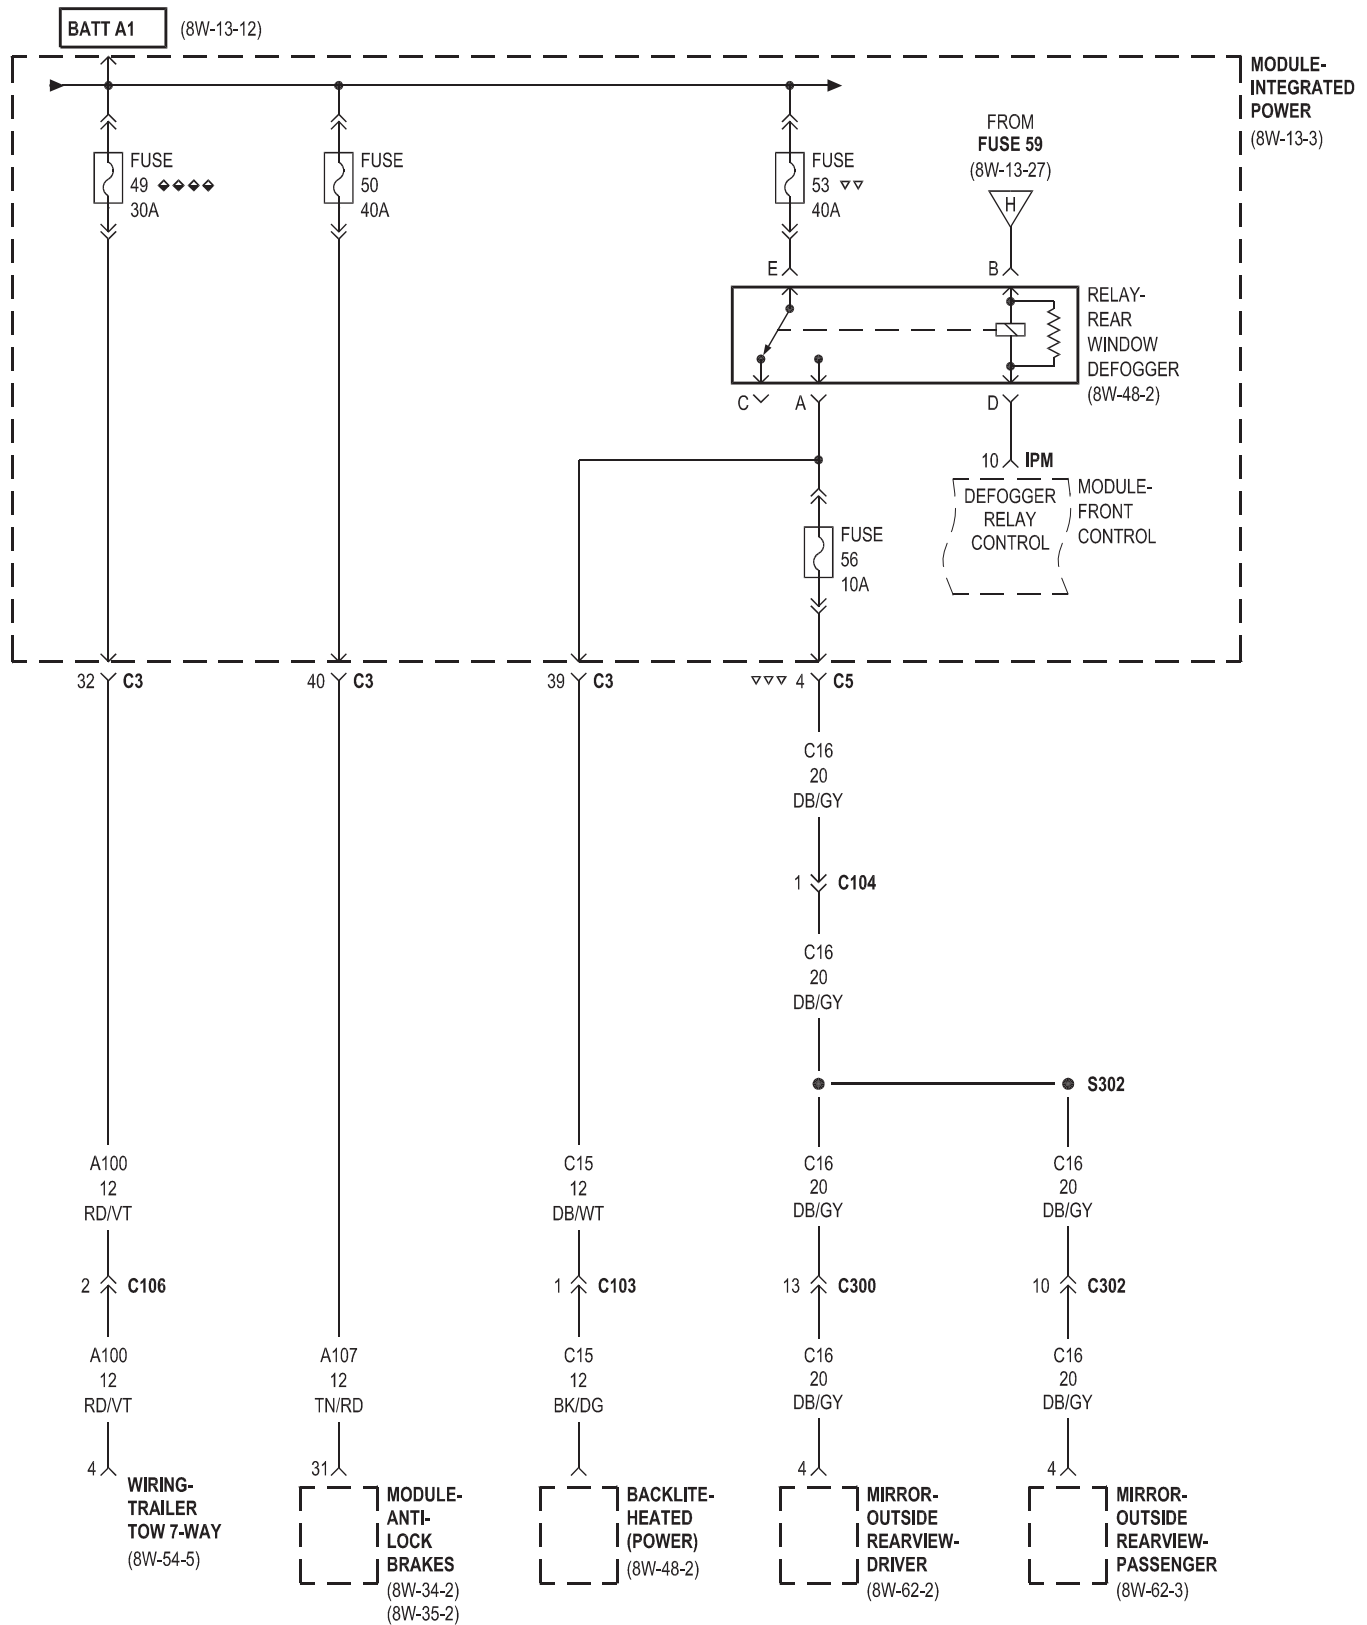 BATT A1 (8W-13-12)
MODULE-
INTEGRATED
POWER
(8W-13-3)
FUSE
49
30A
FUSE
50
40A
FUSE
53
40A
FROM
FUSE 59
(8W-13-27)
H
E
B
RELAY-
REAR
WINDOW
DEFOGGER
(8W-48-2)
C
A
D
10 IPM
DEFOGGER
RELAY
CONTROL
MODULE-
FRONT
CONTROL
FUSE
56
10A
32 C3
40 C3
39 C3
4 C5
C16
20
DB/GY
1 C104
C16
20
DB/GY
S302
A100
12
RD/VT
C15
12
DB/WT
C16
20
DB/GY
C16
20
DB/GY
2 C106
1 C103
13 C300
10 C302
A100
12
RD/VT
A107
12
TN/RD
C15
12
BK/DG
C16
20
DB/GY
C16
20
DB/GY
4
WIRING-
TRAILER
TOW 7-WAY
(8W-54-5)
31
MODULE-
ANTI-
LOCK
BRAKES
(8W-34-2)
(8W-35-2)
BACKLITE-
HEATED
(POWER)
(8W-48-2)
4
MIRROR-
OUTSIDE
REARVIEW-
DRIVER
(8W-62-2)
4
MIRROR-
OUTSIDE
REARVIEW-
PASSENGER
(8W-62-3)